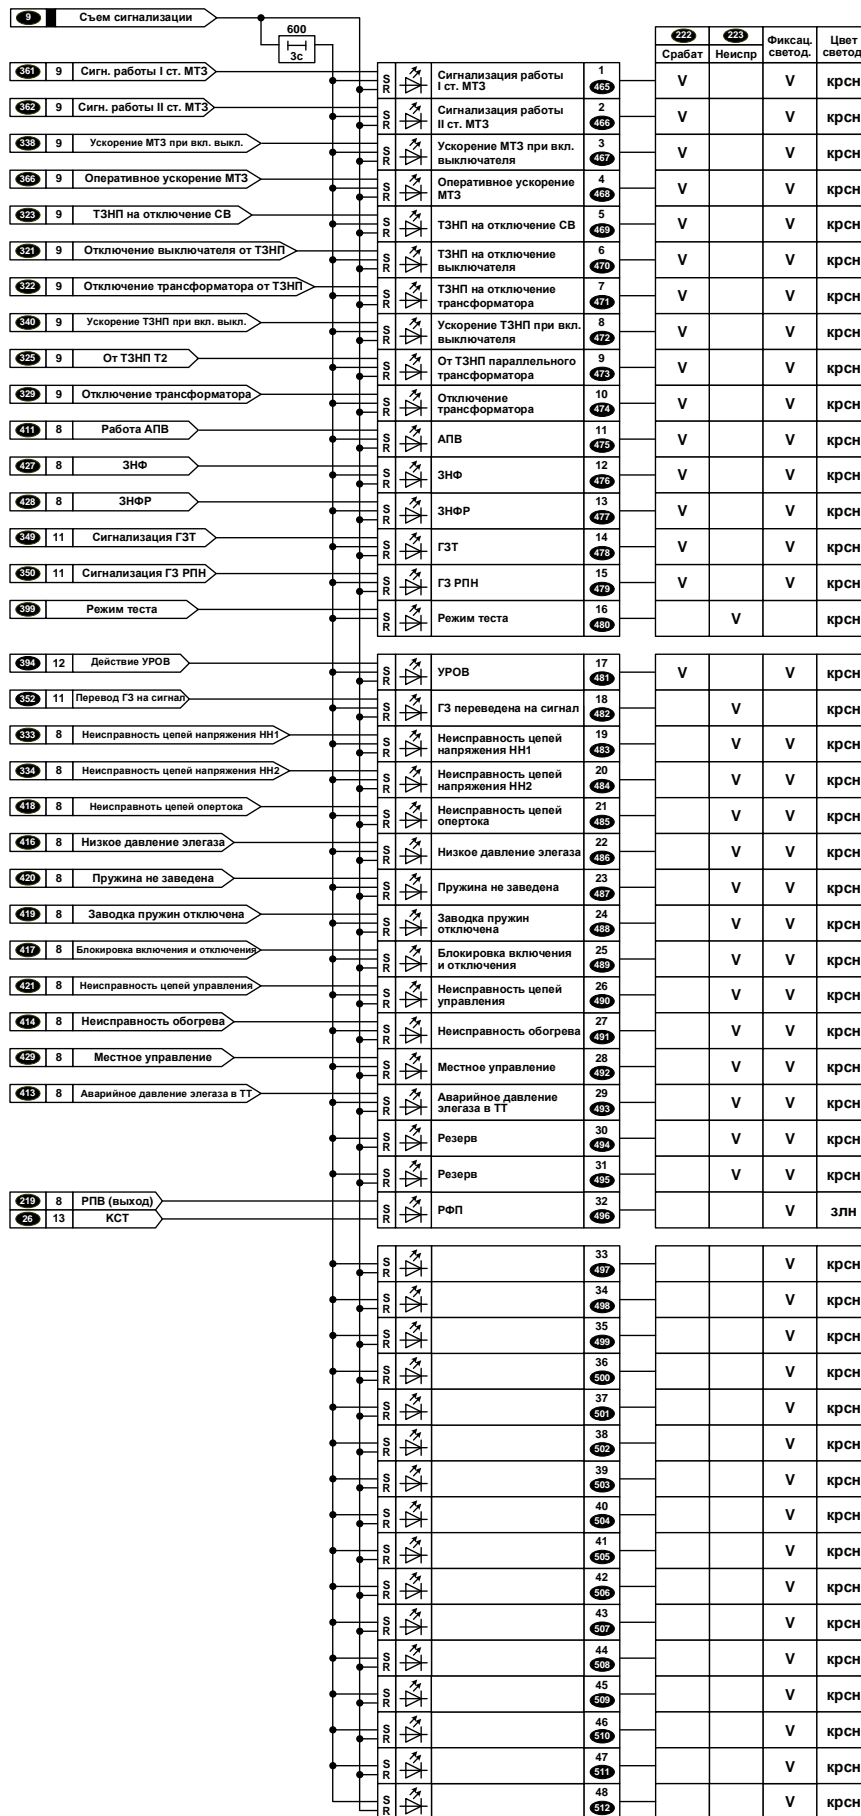 9 Съем сигнализации
600
3с
222 223 Фиксац. светод. Цвет светод
Срабат Неиспр
361 9 Сигн. работы I ст. МТЗ S R Сигнализация работы I ст. МТЗ 1 465 V V крсн
362 9 Сигн. работы II ст. МТЗ S R Сигнализация работы II ст. МТЗ 2 466 V V крсн
338 9 Ускорение МТЗ при вкл. выкл. S R Ускорение МТЗ при вкл. выключателя 3 467 V V крсн
366 9 Оперативное ускорение МТЗ S R Оперативное ускорение МТЗ 4 468 V V крсн
323 9 ТЗНП на отключение СВ S R ТЗНП на отключение СВ 5 469 V V крсн
321 9 Отключение выключателя от ТЗНП S R ТЗНП на отключение выключателя 6 470 V V крсн
322 9 Отключение трансформатора от ТЗНП S R ТЗНП на отключение трансформатора 7 471 V V крсн
340 9 Ускорение ТЗНП при вкл. выкл. S R Ускорение ТЗНП при вкл. выключателя 8 472 V V крсн
325 9 От ТЗНП Т2 S R От ТЗНП параллельного трансформатора 9 473 V V крсн
329 9 Отключение трансформатора S R Отключение трансформатора 10 474 V V крсн
411 8 Работа АПВ S R АПВ 11 475 V V крсн
427 8 ЗНФ S R ЗНФ 12 476 V V крсн
428 8 ЗНФР S R ЗНФР 13 477 V V крсн
349 11 Сигнализация ГЗТ S R ГЗТ 14 478 V V крсн
350 11 Сигнализация ГЗ РПН S R ГЗ РПН 15 479 V V крсн
399 Режим теста S R Режим теста 16 480 V крсн
394 12 Действие УРОВ S R УРОВ 17 481 V V крсн
352 11 Перевод ГЗ на сигнал S R ГЗ переведена на сигнал 18 482 V крсн
333 8 Неисправность цепей напряжения НН1 S R Неисправность цепей напряжения НН1 19 483 V V крсн
334 8 Неисправность цепей напряжения НН2 S R Неисправность цепей напряжения НН2 20 484 V V крсн
418 8 Неисправноть цепей опертока S R Неисправность цепей опертока 21 485 V V крсн
416 8 Низкое давление элегаза S R Низкое давление элегаза 22 486 V V крсн
420 8 Пружина не заведена S R Пружина не заведена 23 487 V V крсн
419 8 Заводка пружин отключена S R Заводка пружин отключена 24 488 V V крсн
417 8 Блокировка включения и отключения S R Блокировка включения и отключения 25 489 V V крсн
421 8 Неисправность цепей управления S R Неисправность цепей управления 26 490 V V крсн
414 8 Неисправность обогрева S R Неисправность обогрева 27 491 V V крсн
429 8 Местное управление S R Местное управление 28 492 V V крсн
413 8 Аварийное давление элегаза в ТТ S R Аварийное давление элегаза в ТТ 29 493 V V крсн
S R Резерв 30 494 V V крсн
S R Резерв 31 495 V V крсн
219 8 РПВ (выход) S R РФП 32 496 V злн
26 13 КСТ
S R 33 497 V крсн
S R 34 498 V крсн
S R 35 499 V крсн
S R 36 500 V крсн
S R 37 501 V крсн
S R 38 502 V крсн
S R 39 503 V крсн
S R 40 504 V крсн
S R 41 505 V крсн
S R 42 506 V крсн
S R 43 507 V крсн
S R 44 508 V крсн
S R 45 509 V крсн
S R 46 510 V крсн
S R 47 511 V крсн
S R 48 512 V крсн